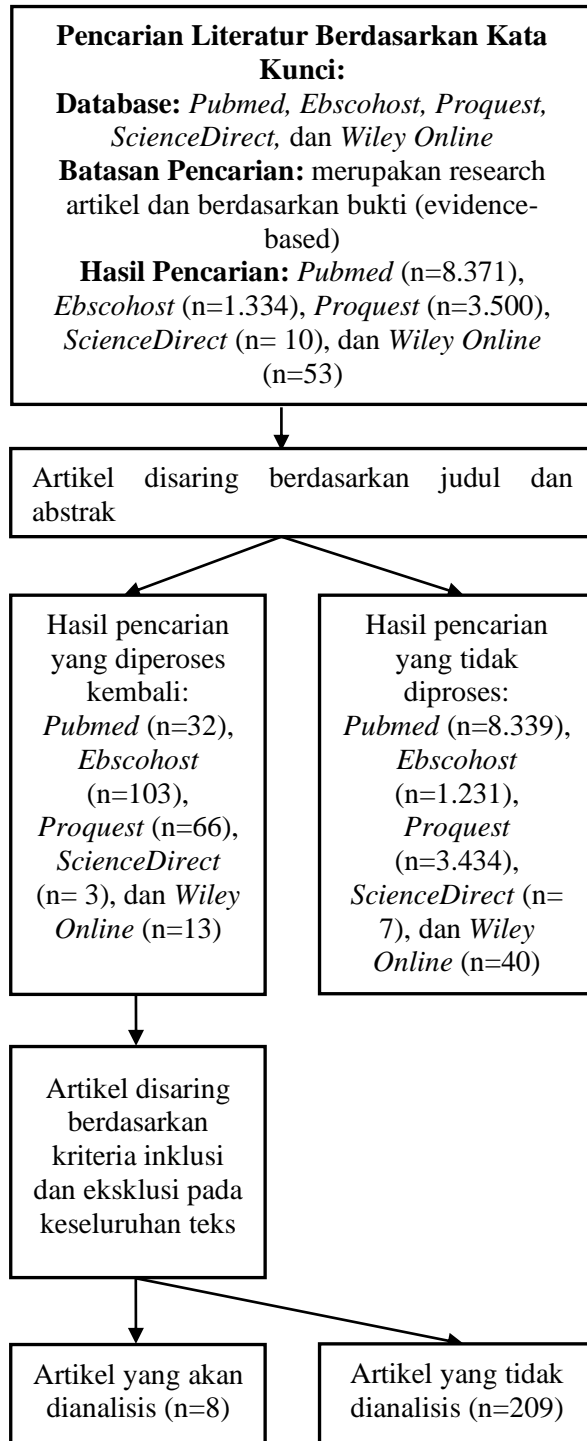 Pencarian Literatur Berdasarkan Kata
Kunci:
Database: Pubmed, Ebscohost, Proquest,
ScienceDirect, dan Wiley Online
Batasan Pencarian: merupakan research
artikel dan berdasarkan bukti (evidence-
based)
Hasil Pencarian: Pubmed (n=8.371),
Ebscohost (n=1.334), Proquest (n=3.500),
ScienceDirect (n= 10), dan Wiley Online
(n=53)
Artikel disaring berdasarkan judul dan
abstrak
Hasil pencarian
yang diperoses
kembali:
Pubmed (n=32),
Ebscohost
(n=103),
Proquest (n=66),
ScienceDirect
(n= 3), dan Wiley
Online (n=13)
Hasil pencarian
yang tidak
diproses:
Pubmed (n=8.339),
Ebscohost
(n=1.231),
Proquest
(n=3.434),
ScienceDirect (n=
7), dan Wiley
Online (n=40)
Artikel disaring
berdasarkan
kriteria inklusi
dan eksklusi pada
keseluruhan teks
Artikel yang akan
dianalisis (n=8)
Artikel yang tidak
dianalisis (n=209)